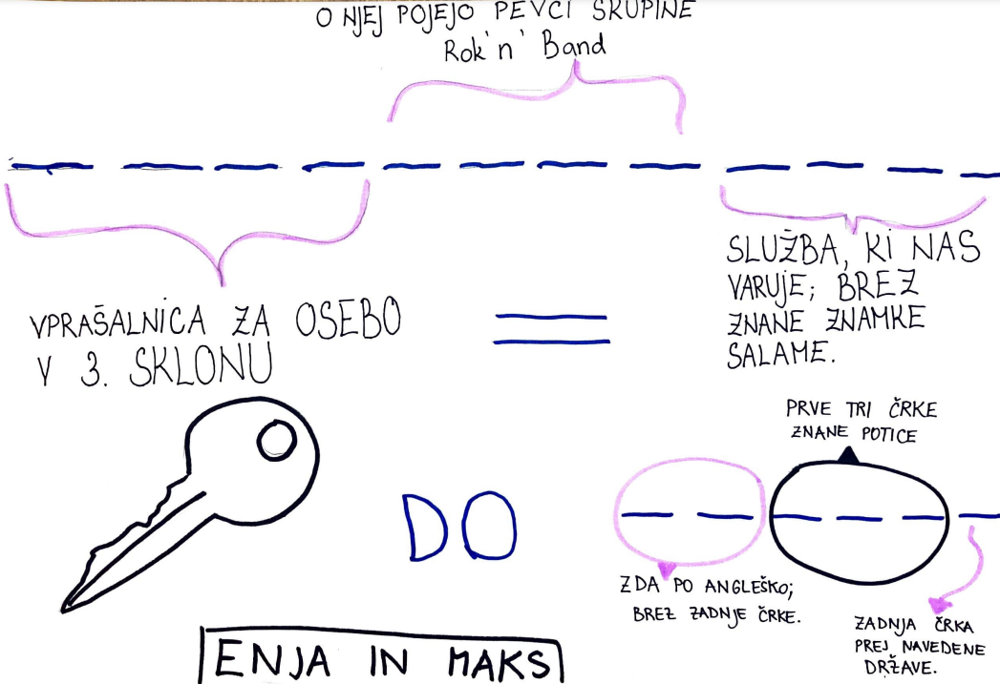 O NJEJ POJEJO PEVCI SKUPINE
Rok'n' Band
VPRAŠALNICA ZA OSEBO
V 3. SKLONU
SLUŽBA, KI NAS
VARUJE; BREZ
ZNANE ZNAMKE
SALAME.
PRVE TRI ČRKE
ZNANE POTICE
DO
ZDA PO ANGLEŠKO;
BREZ ZADNJE ČRKE.
ZADNJA ČRKA
PREJ NAVEDENE
DRŽAVE.
ENJA IN MAKS